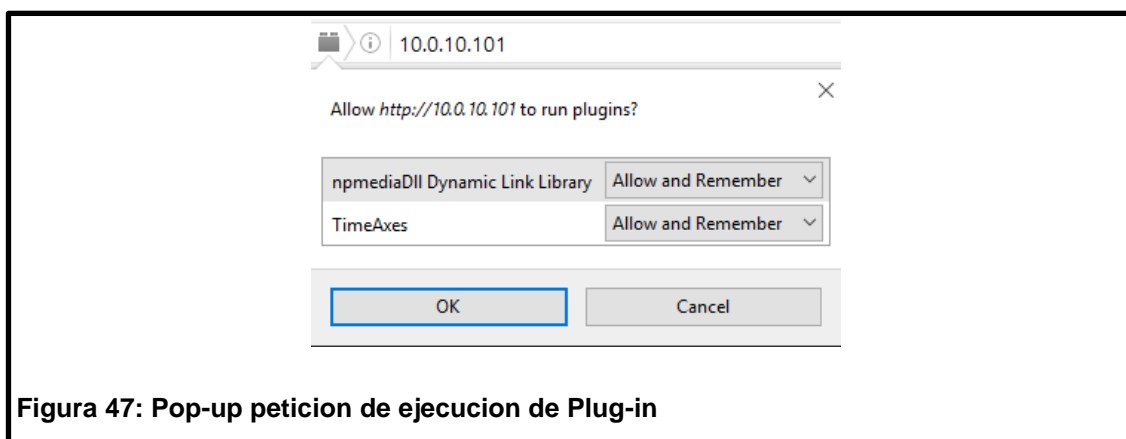 10.0.10.101
Allow http://10.0.10.101 to run plugins?
npmediaDll Dynamic Link Library Allow and Remember
TimeAxes Allow and Remember
OK Cancel
Figura 47: Pop-up peticion de ejecucion de Plug-in